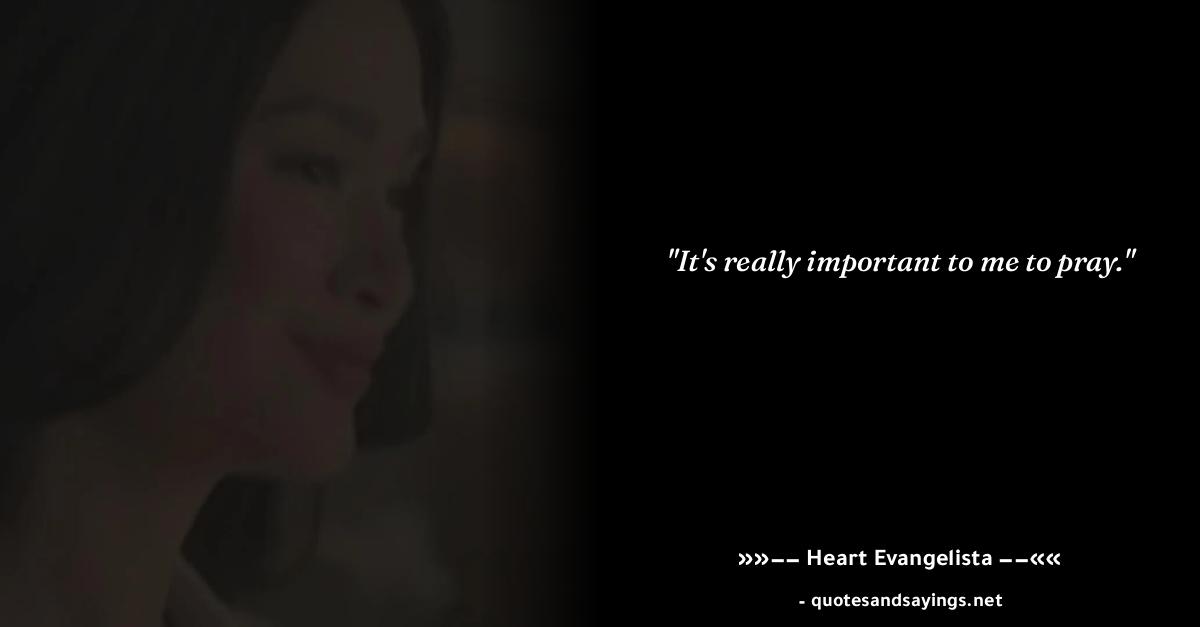 "It's really important to me to pray."
»»−− Heart Evangelista −−««
- quotesandsayings.net